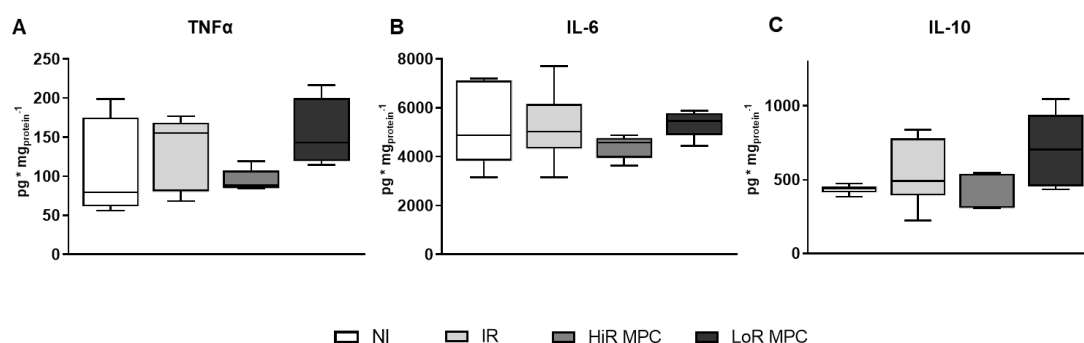 A
TNFα
pg * mgprotein-1
250
200
150
100
50
0
B
IL-6
pg * mgprotein-1
8000
6000
4000
2000
0
C
IL-10
pg * mgprotein-1
1000
500
0
NI
IR
HiR MPC
LoR MPC